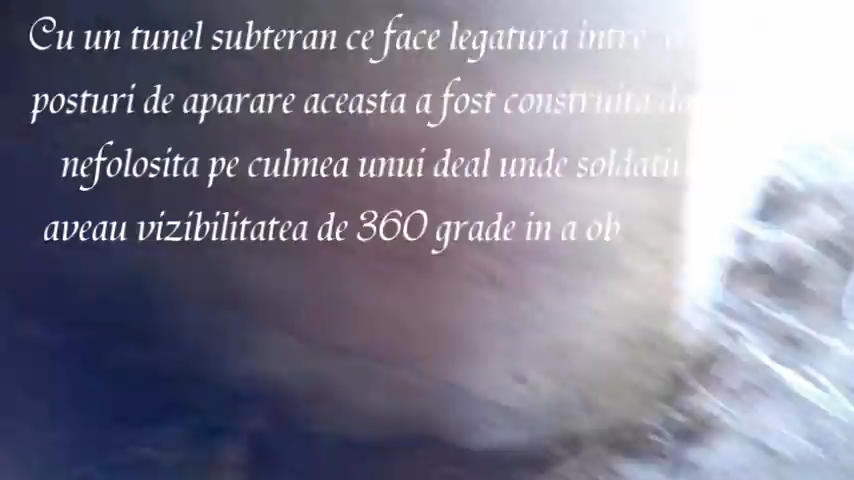 Cu un tunel subteran ce face legatura intre
posturi de aparare aceasta a fost construita
nefolosita pe culmea unui deal unde soldatii
aveau vizibilitatea de 360 grade in a ob